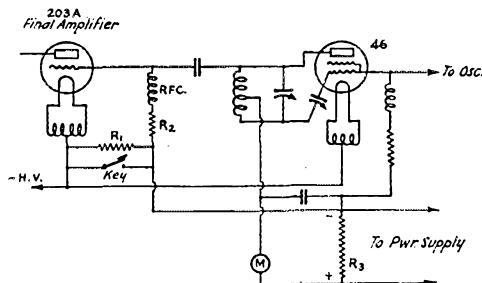 203A
Final Amplifier
46
RFC.
To Osc.
R2
R1
Key
- H.V.
-
To Pwr. Supply
M
R3
+